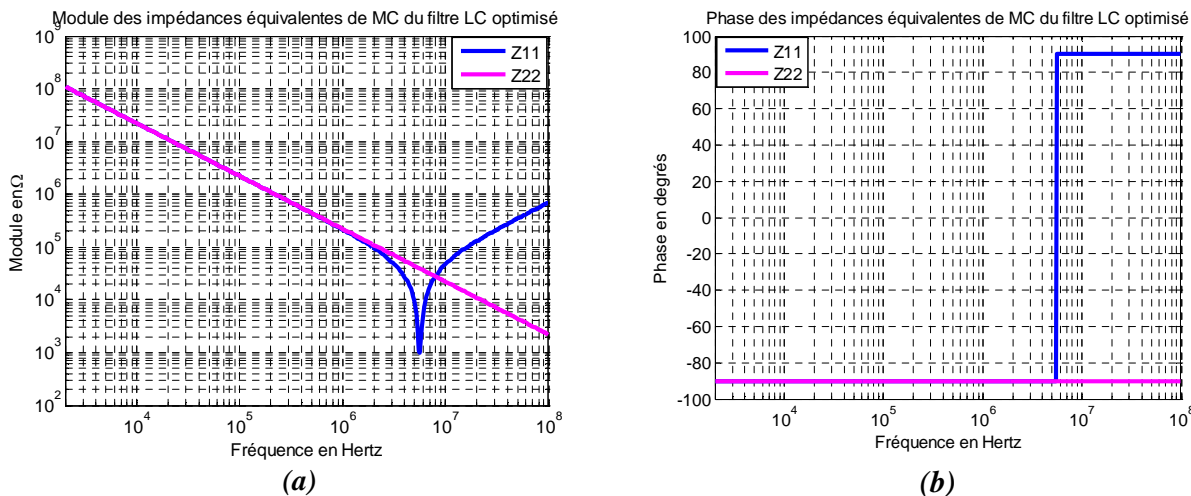 Module des impédances équivalentes de MC du filtre LC optimisé
10^9
10^8
10^7
10^6
10^5
10^4
10^3
10^2
Module enΩ
Z11
Z22
10^4 10^5 10^6 10^7 10^8
Fréquence en Hertz
(a)
Phase des impédances équivalentes de MC du filtre LC optimisé
100
80
60
40
20
0
-20
-40
-60
-80
-100
Phase en degrés
Z11
Z22
10^4 10^5 10^6 10^7 10^8
Fréquence en Hertz
(b)